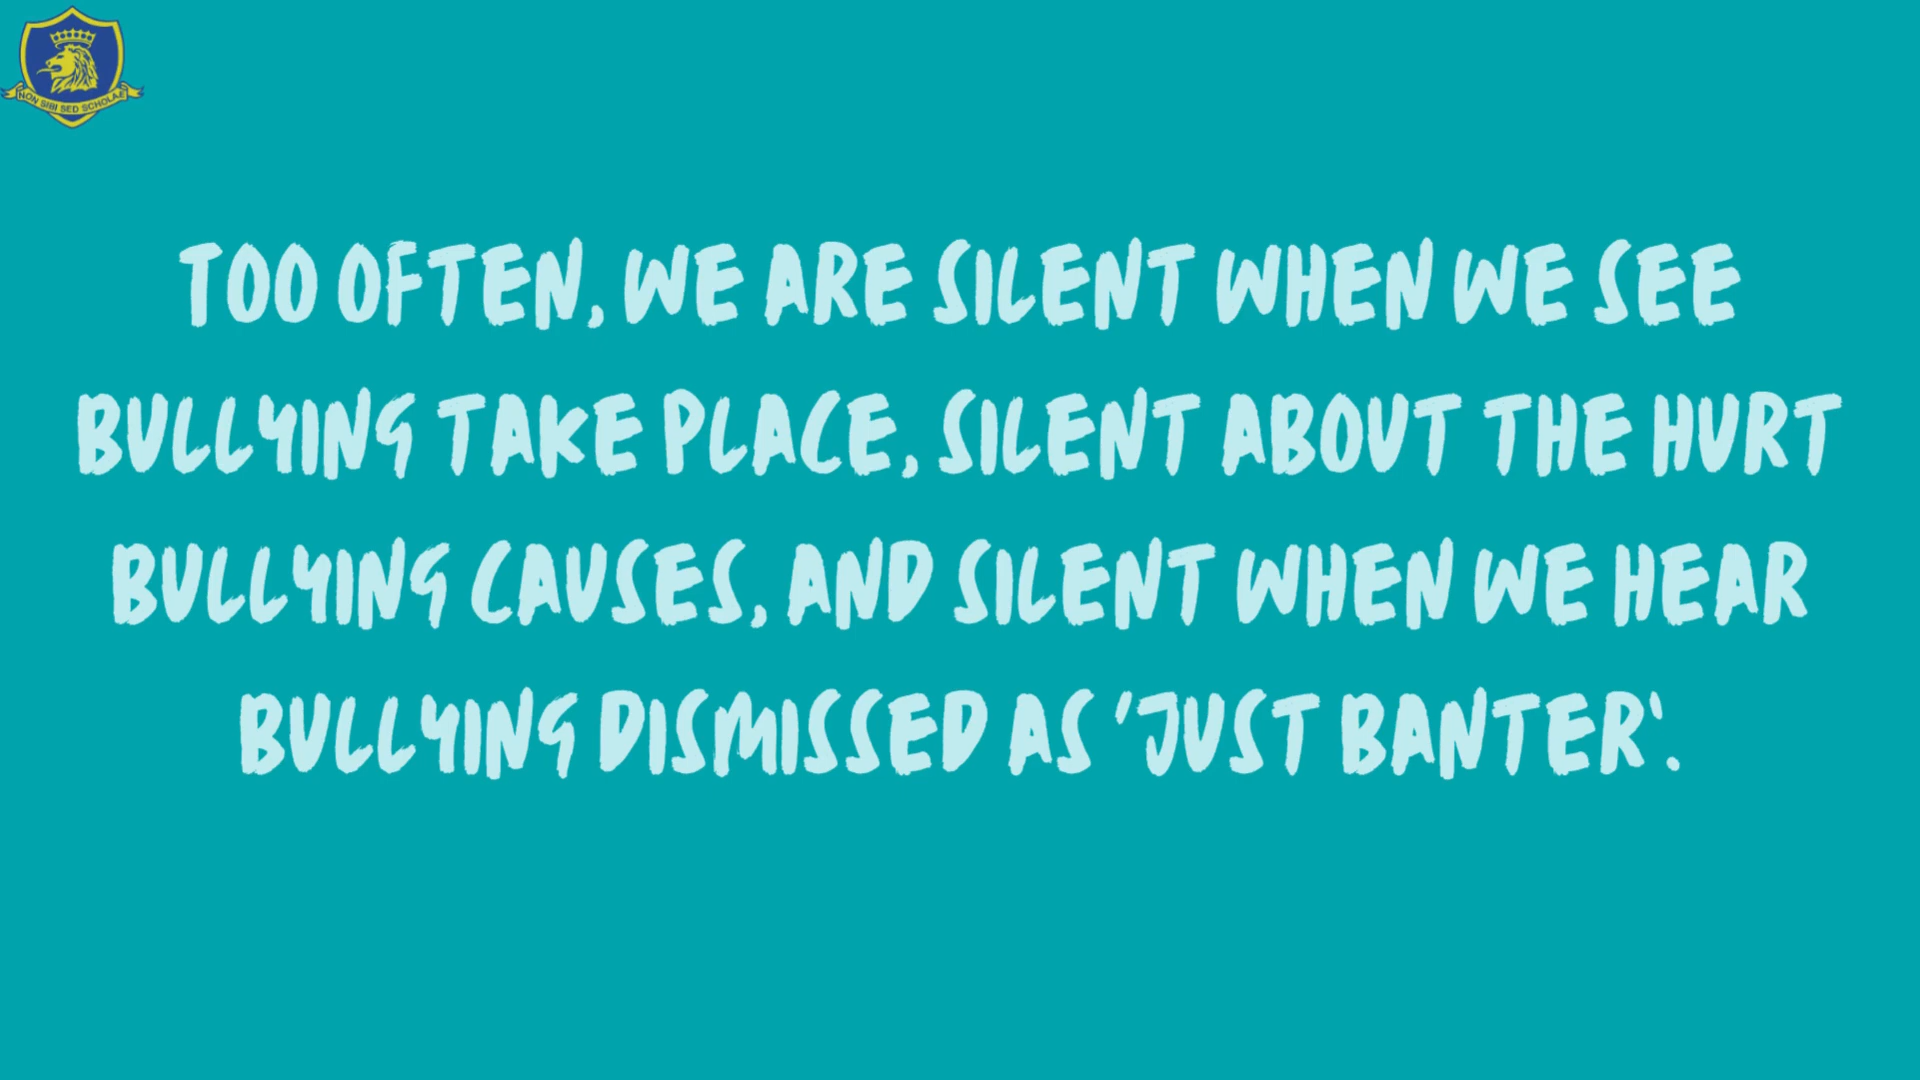 NON SIBI SED SCHOLAE
TOO OFTEN, WE ARE SILENT WHEN WE SEE
BULLYING TAKE PLACE, SILENT ABOUT THE HURT
BULLYING CAUSES, AND SILENT WHEN WE HEAR
BULLYING DISMISSED AS 'JUST BANTER'.